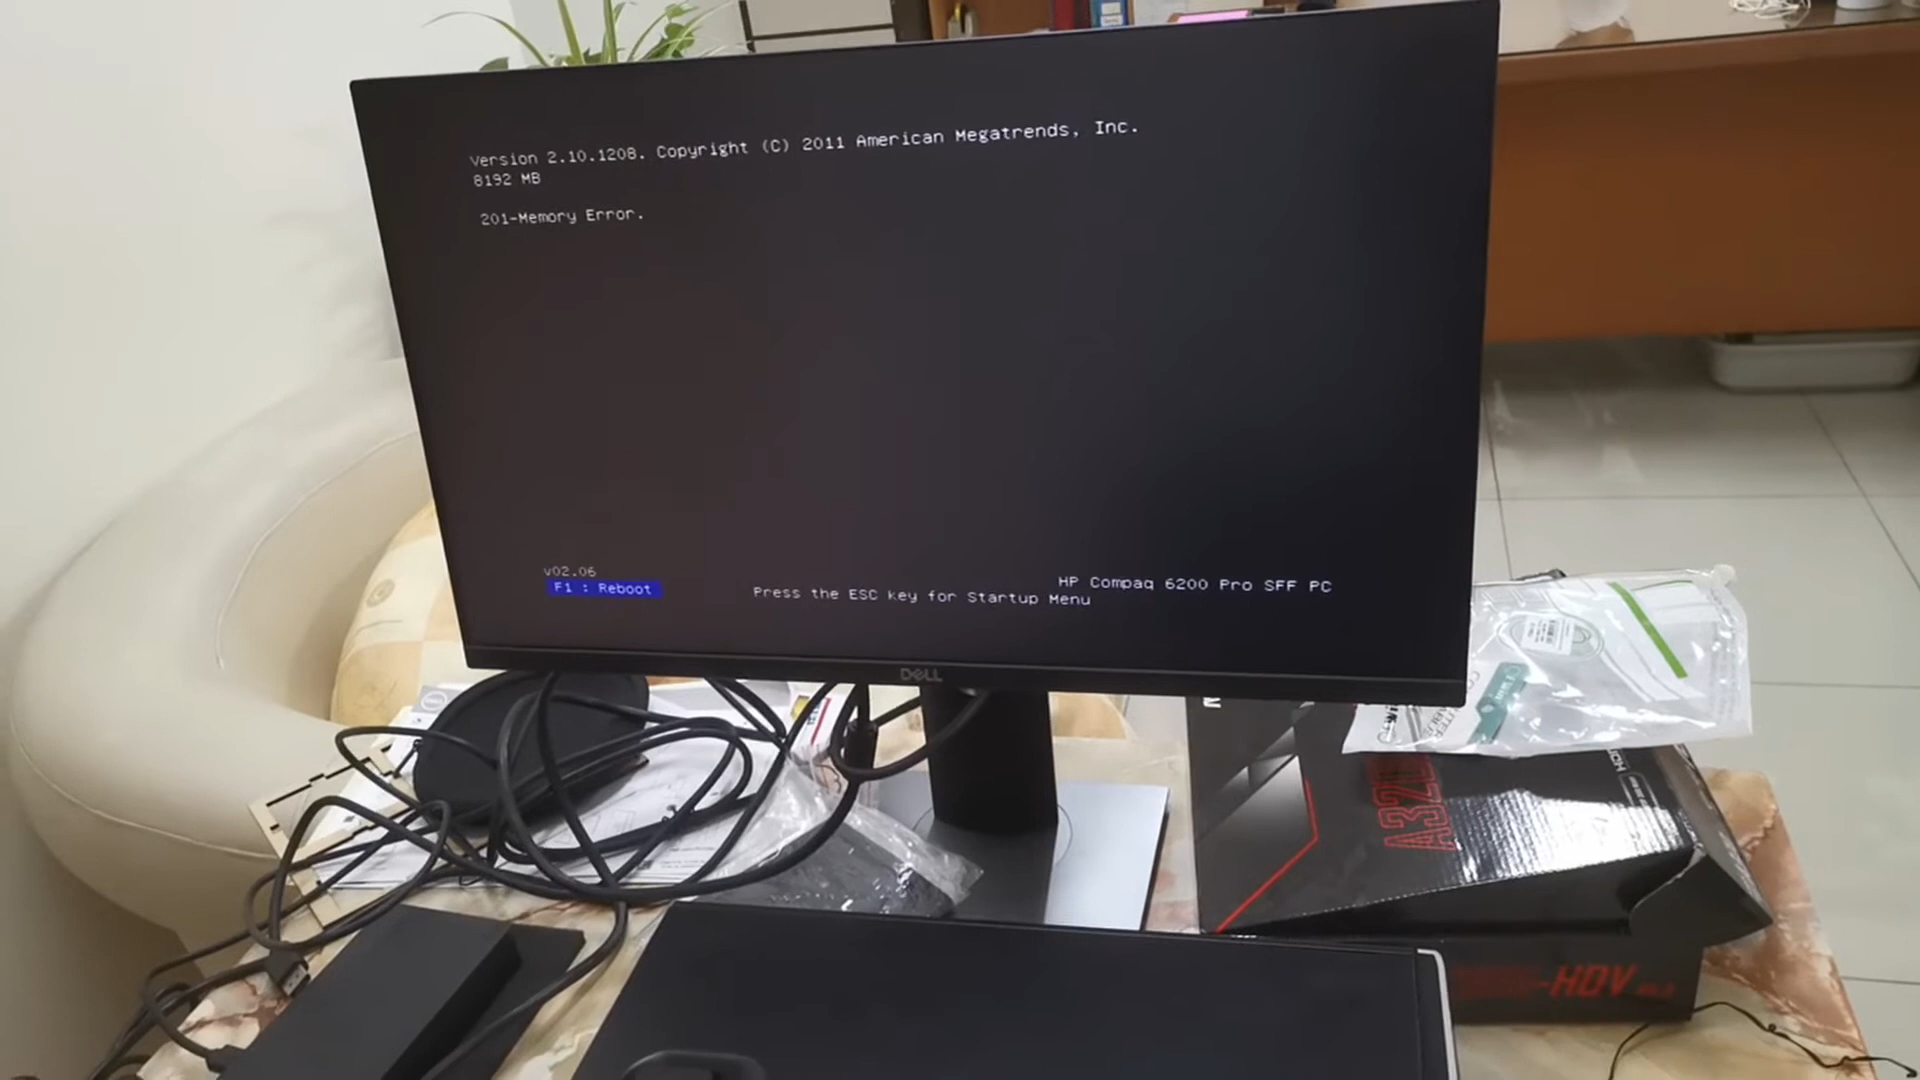 Version 2.10.1208. Copyright (C) 2011 American Megatrends, Inc.
8192 MB
201-Memory Error.
v02.06
F1 : Reboot
Press the ESC key for Startup Menu
HP Compaq 6200 Pro SFF PC
DELL
A320
-HDV